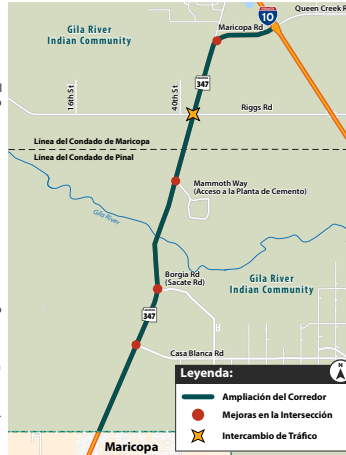 Queen Creek R
10
Gila River
Indian Community
Maricopa Rd
347
16th St
40th St
Riggs Rd
Línea del Condado de Maricopa
Línea del Condado de Pinal
Mammoth Way
(Acceso a la Planta de Cemento)
Gila River
Borgia Rd
(Sacate Rd)
Gila River
Indian Community
347
Casa Blanca Rd
Leyenda:
N
Ampliación del Corredor
Mejoras en la Intersección
Intercambio de Tráfico
Maricopa